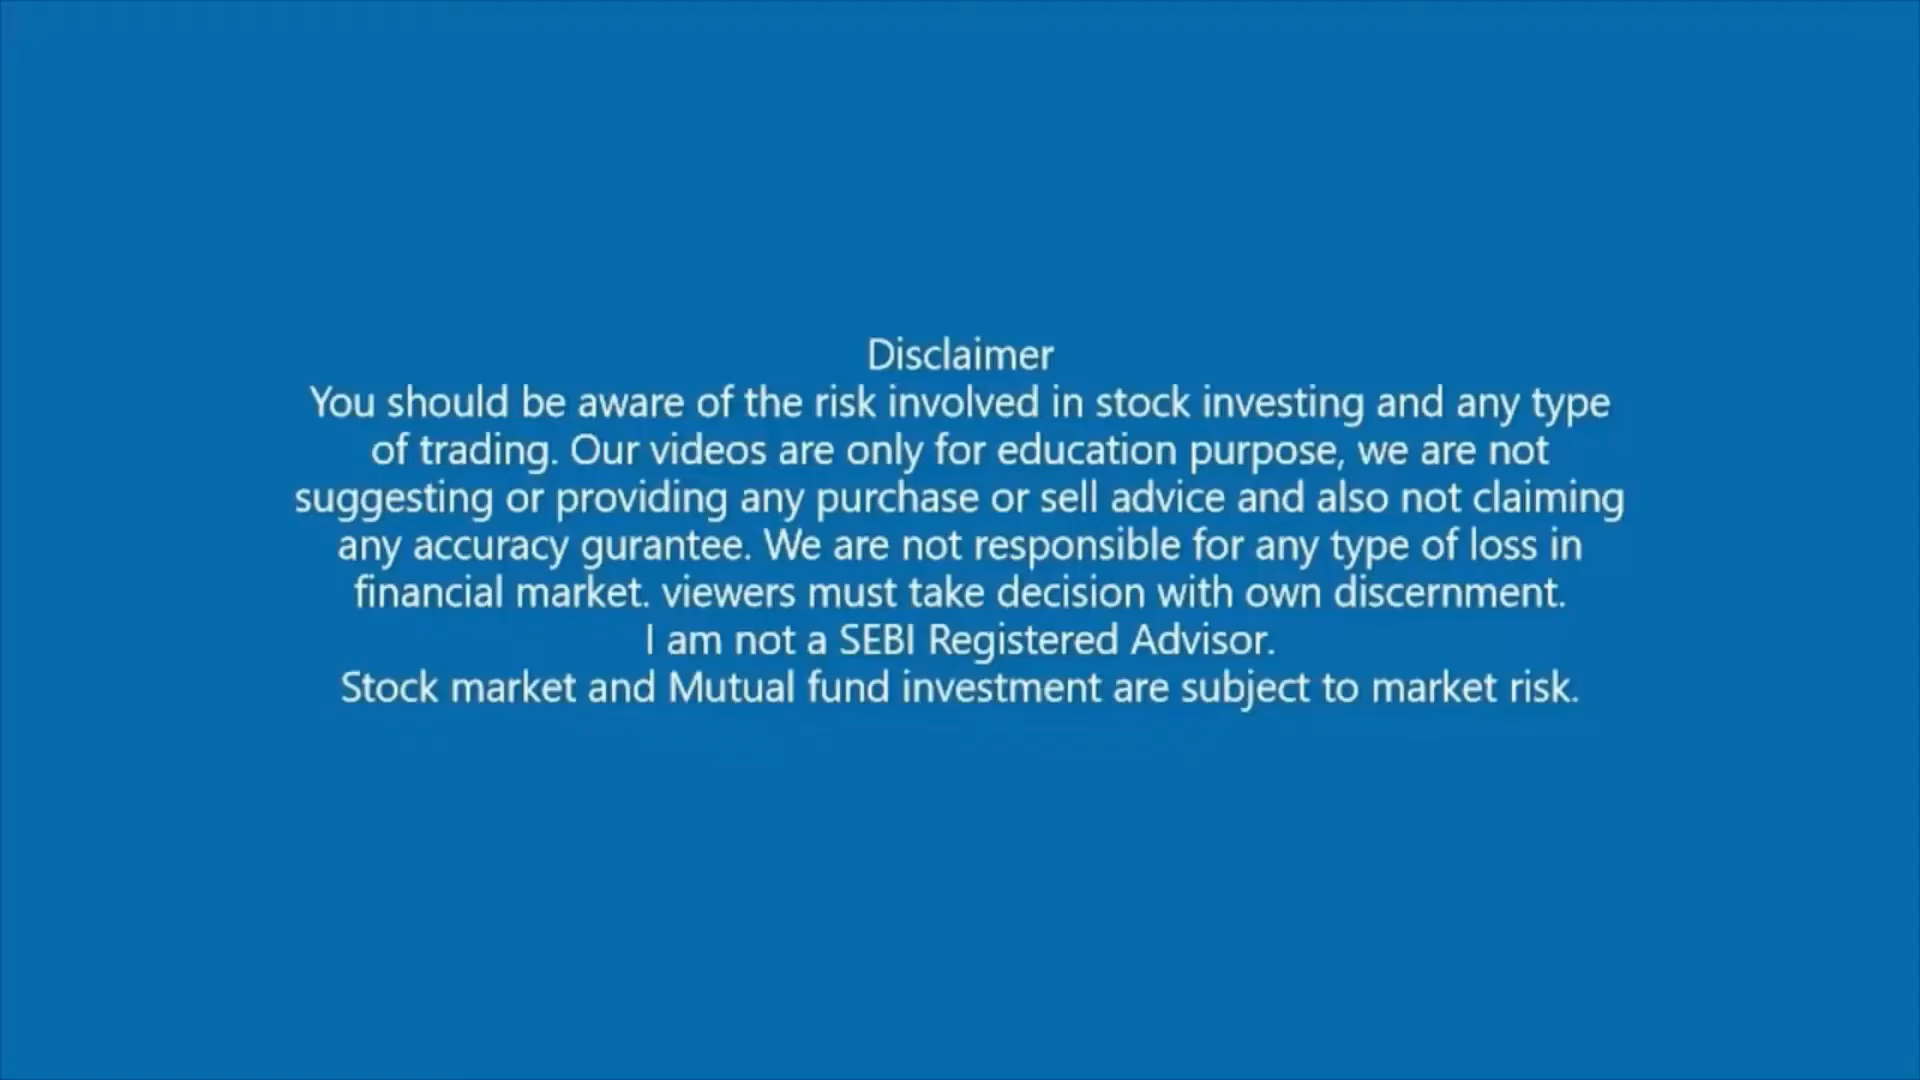 Disclaimer
You should be aware of the risk involved in stock investing and any type
of trading. Our videos are only for education purpose, we are not
suggesting or providing any purchase or sell advice and also not claiming
any accuracy gurantee. We are not responsible for any type of loss in
financial market. viewers must take decision with own discernment.
I am not a SEBI Registered Advisor.
Stock market and Mutual fund investment are subject to market risk.